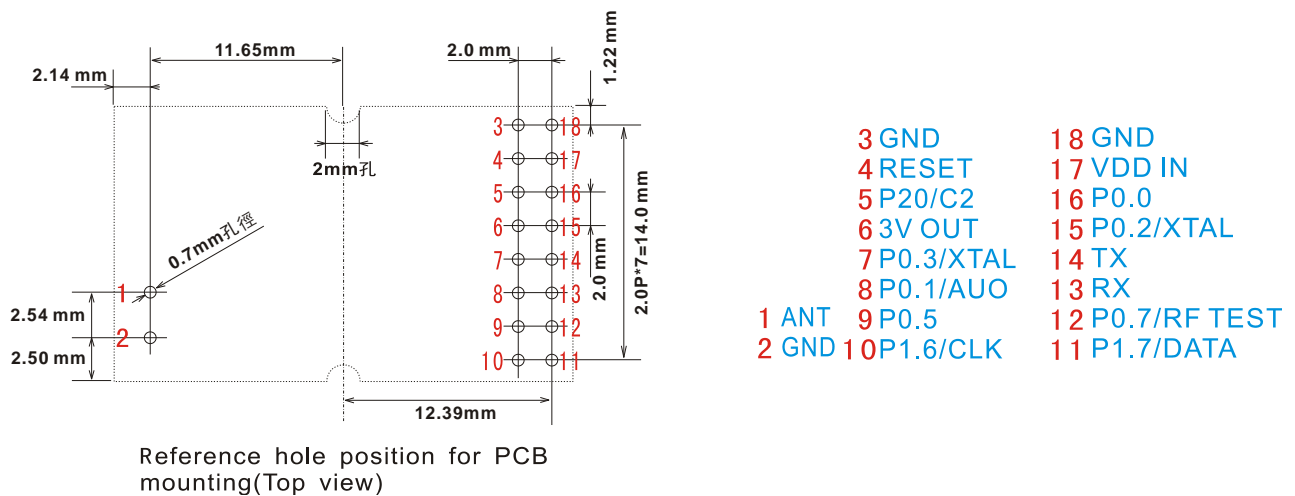 11.65mm
2.0 mm
1.22 mm
2.14 mm
2mm孔
3 18
4 17
5 16
6 15
7 14
8 13
9 12
10 11
0.7mm孔徑
1
2
2.54 mm
2.50 mm
2.0 mm
2.0P*7=14.0 mm
12.39mm
Reference hole position for PCB
mounting(Top view)
3 GND 18 GND
4 RESET 17 VDD IN
5 P20/C2 16 P0.0
6 3V OUT 15 P0.2/XTAL
7 P0.3/XTAL 14 TX
8 P0.1/AUO 13 RX
1 ANT 9 P0.5 12 P0.7/RF TEST
2 GND 10 P1.6/CLK 11 P1.7/DATA